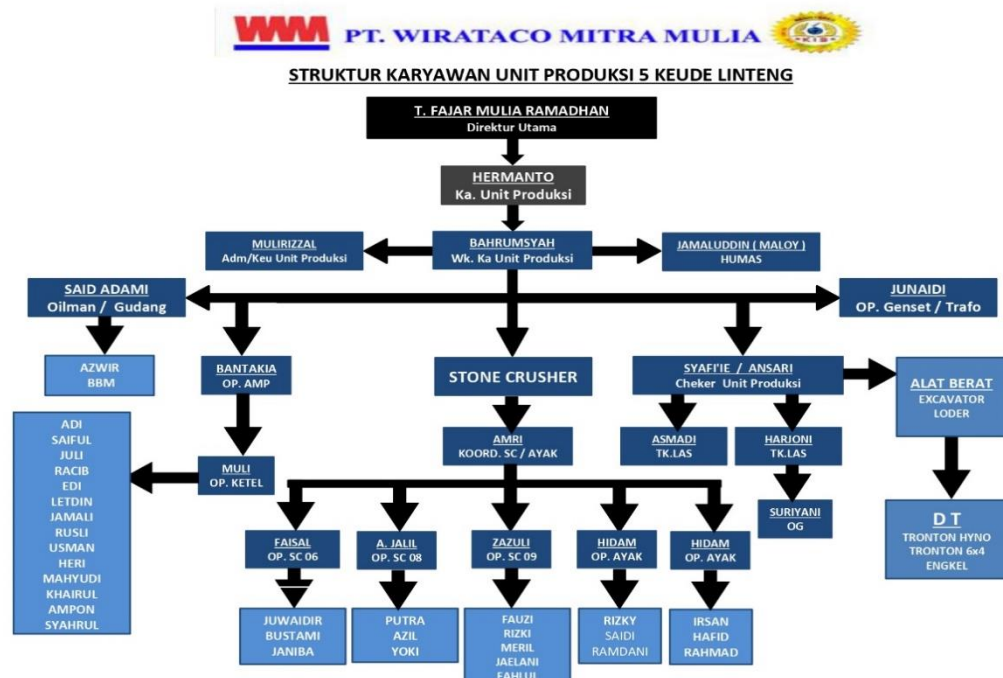 WM PT. WIRATACO MITRA MULIA KIS
STRUKTUR KARYAWAN UNIT PRODUKSI 5 KEUDE LINTENG
T. FAJAR MULIA RAMADHAN
Direktur Utama
HERMANTO
Ka. Unit Produksi
MULIRIZZAL
Adm/Keu Unit Produksi
BAHRUMSYAH
Wk. Ka Unit Produksi
JAMALUDDIN ( MALOY )
HUMAS
SAID ADAMI
Oilman / Gudang
JUNAIDI
OP. Genset / Trafo
AZWIR
BBM
BANTAKIA
OP. AMP
STONE CRUSHER
SYAFI'IE / ANSARI
Cheker Unit Produksi
ALAT BERAT
EXCAVATOR
LODER
ADI
SAIFUL
JULI
RACIB
EDI
LETDIN
JAMALI
RUSLI
USMAN
HERI
MAHYUDI
KHAIRUL
AMPON
SYAHRUL
MULI
OP. KETEL
AMRI
KOORD. SC / AYAK
ASMADI
TK.LAS
HARJONI
TK.LAS
SURIYANI
OG
D T
TRONTON HYNO
TRONTON 6x4
ENGKEL
FAISAL
OP. SC 06
A. JALIL
OP. SC 08
ZAZULI
OP. SC 09
HIDAM
OP. AYAK
HIDAM
OP. AYAK
JUWAIDIR
BUSTAMI
JANIBA
PUTRA
AZIL
YOKI
FAUZI
RIZKI
MERIL
JAELANI
RIZKY
SAIDI
RAMDANI
IRSAN
HAFID
RAHMAD